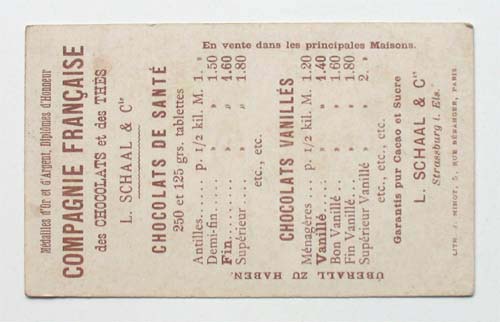 Médailles d'Or et d'Argent, Diplômes d'Honneur
COMPAGNIE FRANÇAISE
des CHOCOLATS et des THÉS
L. SCHAAL & Cie
CHOCOLATS DE SANTÉ
250 et 125 grs. tablettes
Antilles...... p. 1/2 kil. M. 1. »
Demi-fin..... » » 1.50
Fin......... » » 1.60
Supérieur.... » » 1.80
etc., etc.
CHOCOLATS VANILLÉS
Ménagères... p. 1/2 kil. M. 1.20
Vanillé...... » » 1.40
Bon Vanillé.. » » 1.60
Fin Vanillé... » » 1.80
Supérieur Vanillé » 2. »
etc., etc., etc.
Garantis pur Cacao et Sucre
L. SCHAAL & Cie
Strassburg i. Els.
LITH. J. MINOT, 5, RUE BÉRANGER, PARIS
En vente dans les principales Maisons.
ÜBERALL ZU HABEN.